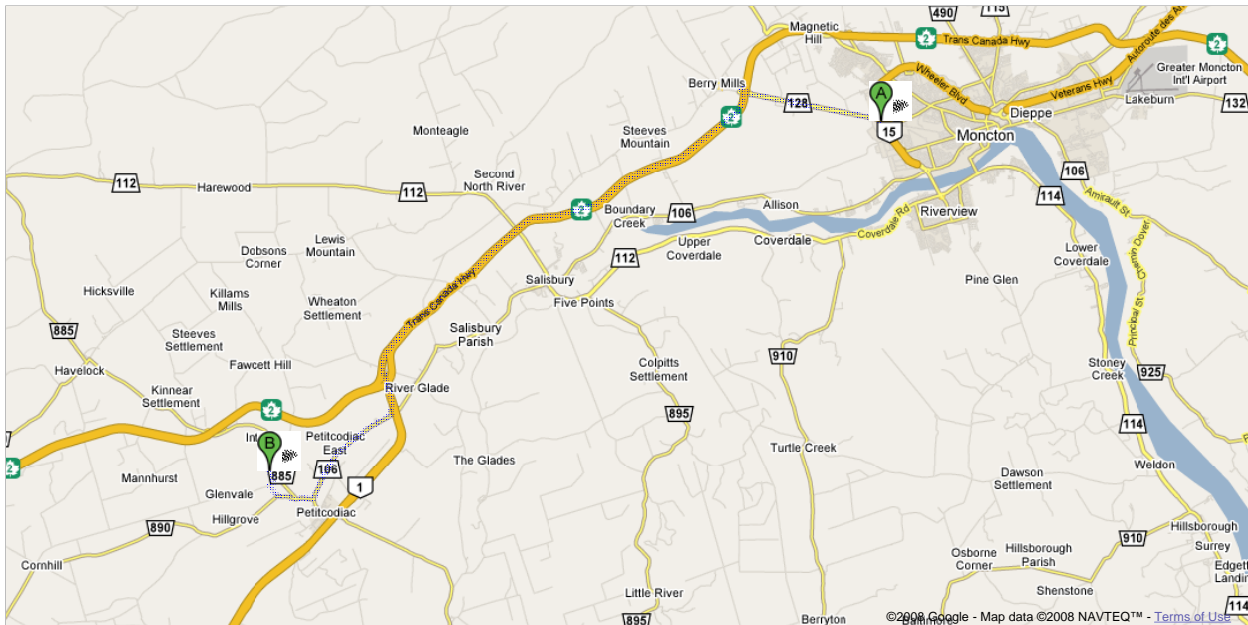 490
115
Magnetic
Hill
2
Trans Canada Hwy
2
Wheeler Blvd
Veterans Hwy
Greater Moncton
Int'l Airport
Lakeburn
132
Berry Mills
128
A
15
Dieppe
Moncton
2
Monteagle
Steeves
Mountain
Second
North River
112
Harewood
112
106
114
Amirault St
2
Boundary
Creek
106
Allison
Riverview
Coverdale Rd
Upper
Coverdale
Coverdale
112
Lower
Coverdale
Chemin Dover
Principal St
Pine Glen
Lewis
Mountain
Dobsons
Corner
Salisbury
Five Points
Hicksville
Killams
Mills
Wheaton
Settlement
Trans Canada Hwy
Salisbury
Parish
885
Steeves
Settlement
Fawcett Hill
Havelock
Kinnear
Settlement
River Glade
Colpitts
Settlement
910
Stoney
Creek
925
2
895
114
B
Petitcodiac
East
106
885
2
Mannhurst
Glenvale
The Glades
Turtle Creek
Dawson
Settlement
Weldon
1
Petitcodiac
Hillgrove
890
Cornhill
Hillsborough
910
Surrey
Osborne
Corner
Hillsborough
Parish
Shenstone
Little River
895
Berryton
114
©2008 Google - Map data ©2008 NAVTEQ™ - Terms of Use